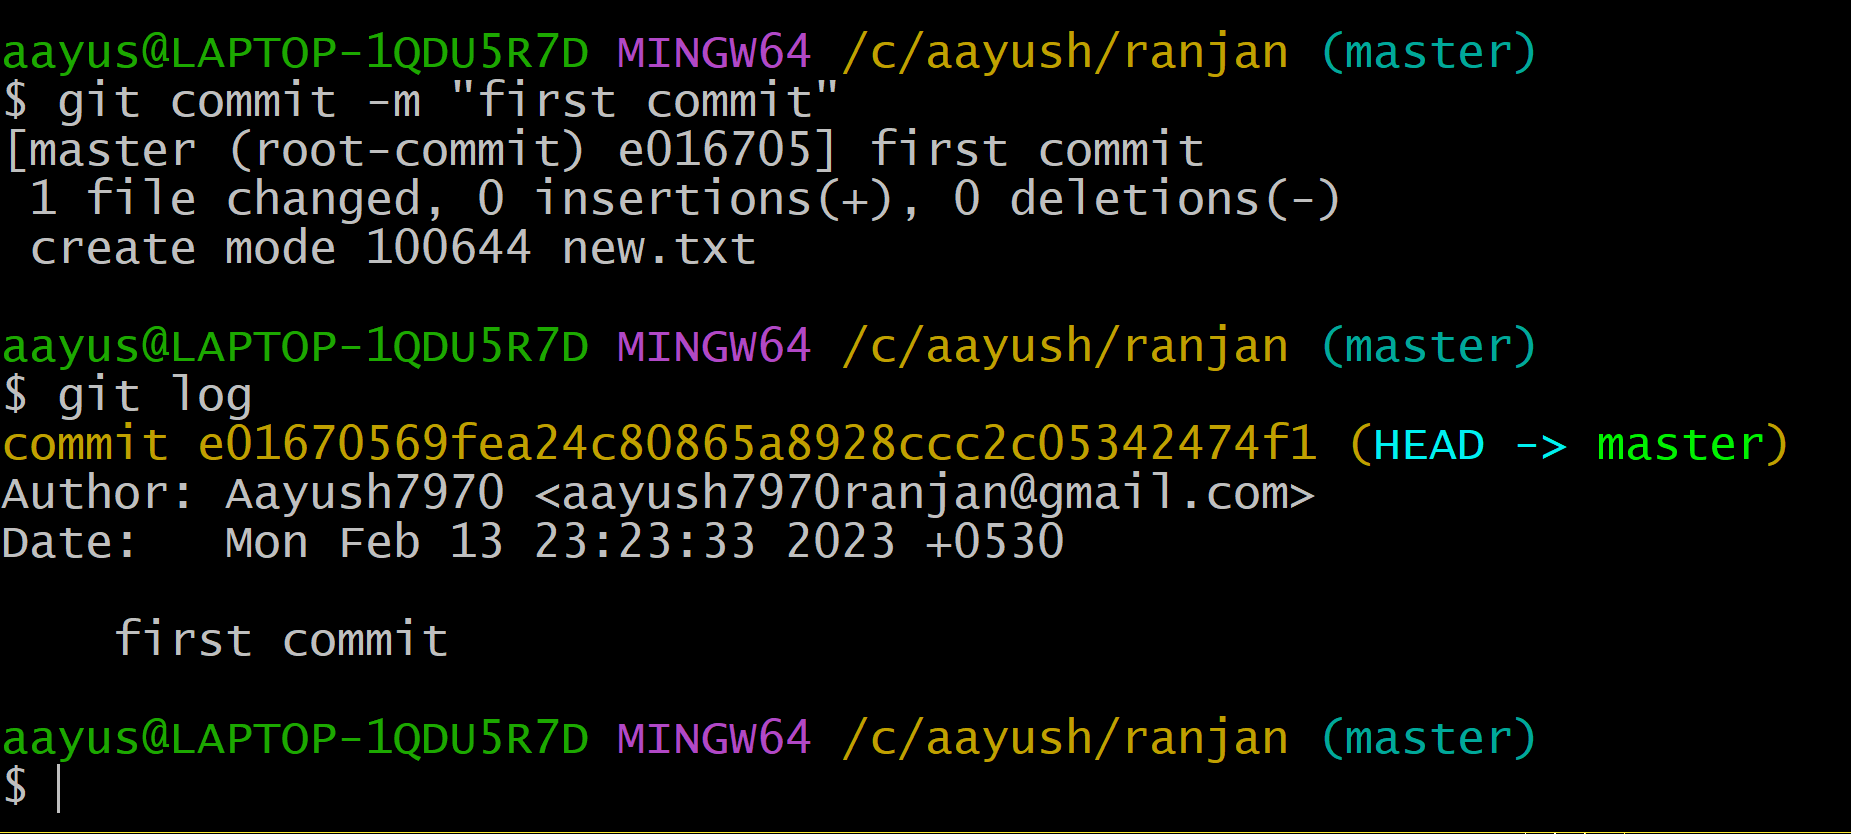 aayus@LAPTOP-1QDU5R7D MINGW64 /c/aayush/ranjan (master)
$ git commit -m "first commit"
[master (root-commit) e016705] first commit
 1 file changed, 0 insertions(+), 0 deletions(-)
 create mode 100644 new.txt

aayus@LAPTOP-1QDU5R7D MINGW64 /c/aayush/ranjan (master)
$ git log
commit e01670569fea24c80865a8928ccc2c05342474f1 (HEAD -> master)
Author: Aayush7970 <aayush7970ranjan@gmail.com>
Date:   Mon Feb 13 23:23:33 2023 +0530

    first commit

aayus@LAPTOP-1QDU5R7D MINGW64 /c/aayush/ranjan (master)
$